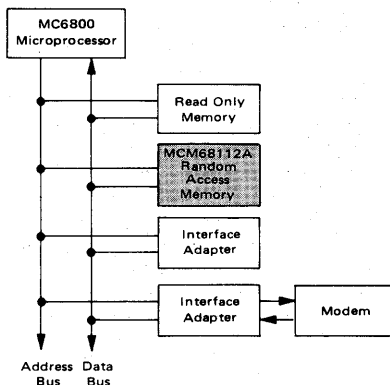 MC6800
Microprocessor
Read Only
Memory
MCM68112A
Random
Access
Memory
Interface
Adapter
Interface
Adapter
Modem
Address
Bus
Data
Bus